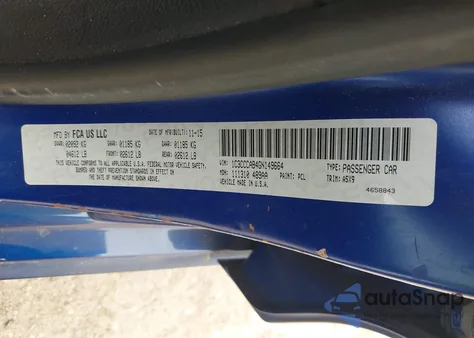 MFD BY FCA US LLC DATE OF MFR(BUILT): 11-15
GVWR: 02092 KG GAWR: 01185 KG GAWR: 01185 KG
04612 LB FRONT: 02612 LB REAR: 02612 LB
THIS VEHICLE CONFORMS TO ALL APPLICABLE U.S.A. FEDERAL MOTOR VEHICLE SAFETY,
BUMPER AND THEFT PREVENTION STANDARDS IN EFFECT ON THE
DATE OF MANUFACTURE SHOWN ABOVE.
VIN: 1C3CCCAB4GN149664 TYPE: PASSENGER CAR
MDH: 111310 489AA PAINT: PCL TRIM: A5X9
VEHICLE MADE IN U.S.A.
4658843
autoSnap